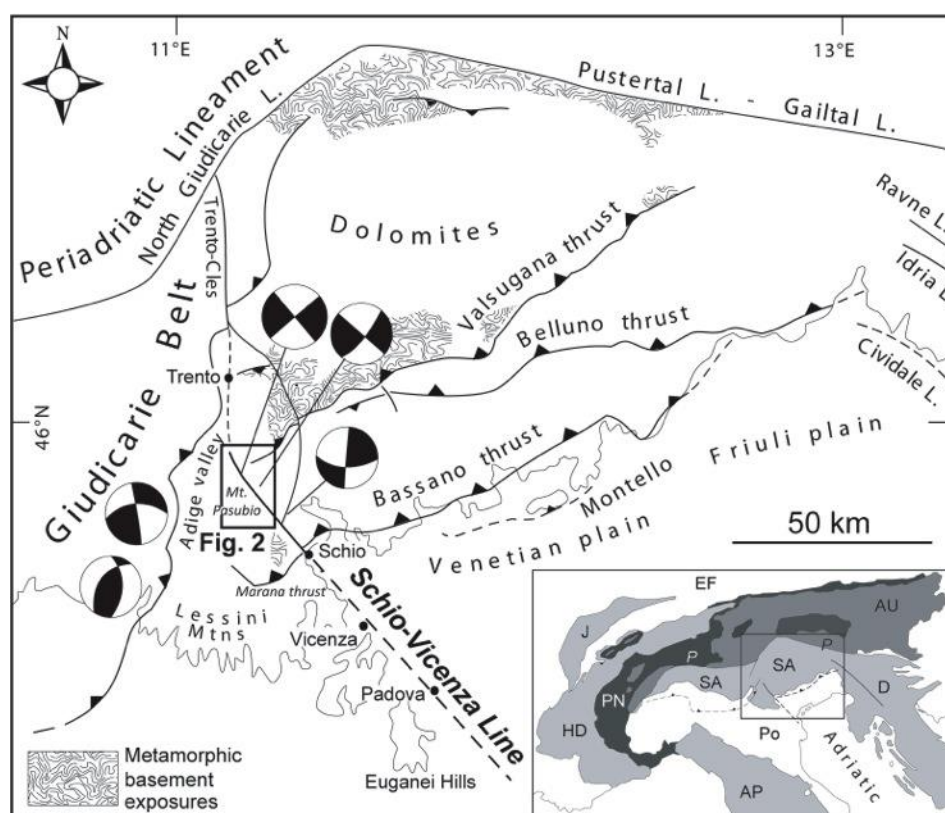 N
11°E
13°E
Periadriatic Lineament
North Giudicarie L.
Pustertal L. - Gailtal L.
Trento-Cles
Dolomites
Ravne L.
Valsugana thrust
Giudicarie Belt
Belluno thrust
Cividale L.
Trento
46°N
Adige valley
Bassano thrust
Friuli plain
Mt.
Pasubio
Montello
Venetian plain
50 km
Fig. 2
Schio
Marana thrust
Schio-Vicenza Line
Lessini
Mtns
Vicenza
Padova
Euganei Hills
Metamorphic
basement
exposures
EF
AU
J
P
P
SA
SA
PN
D
HD
Po
Adriatic
AP